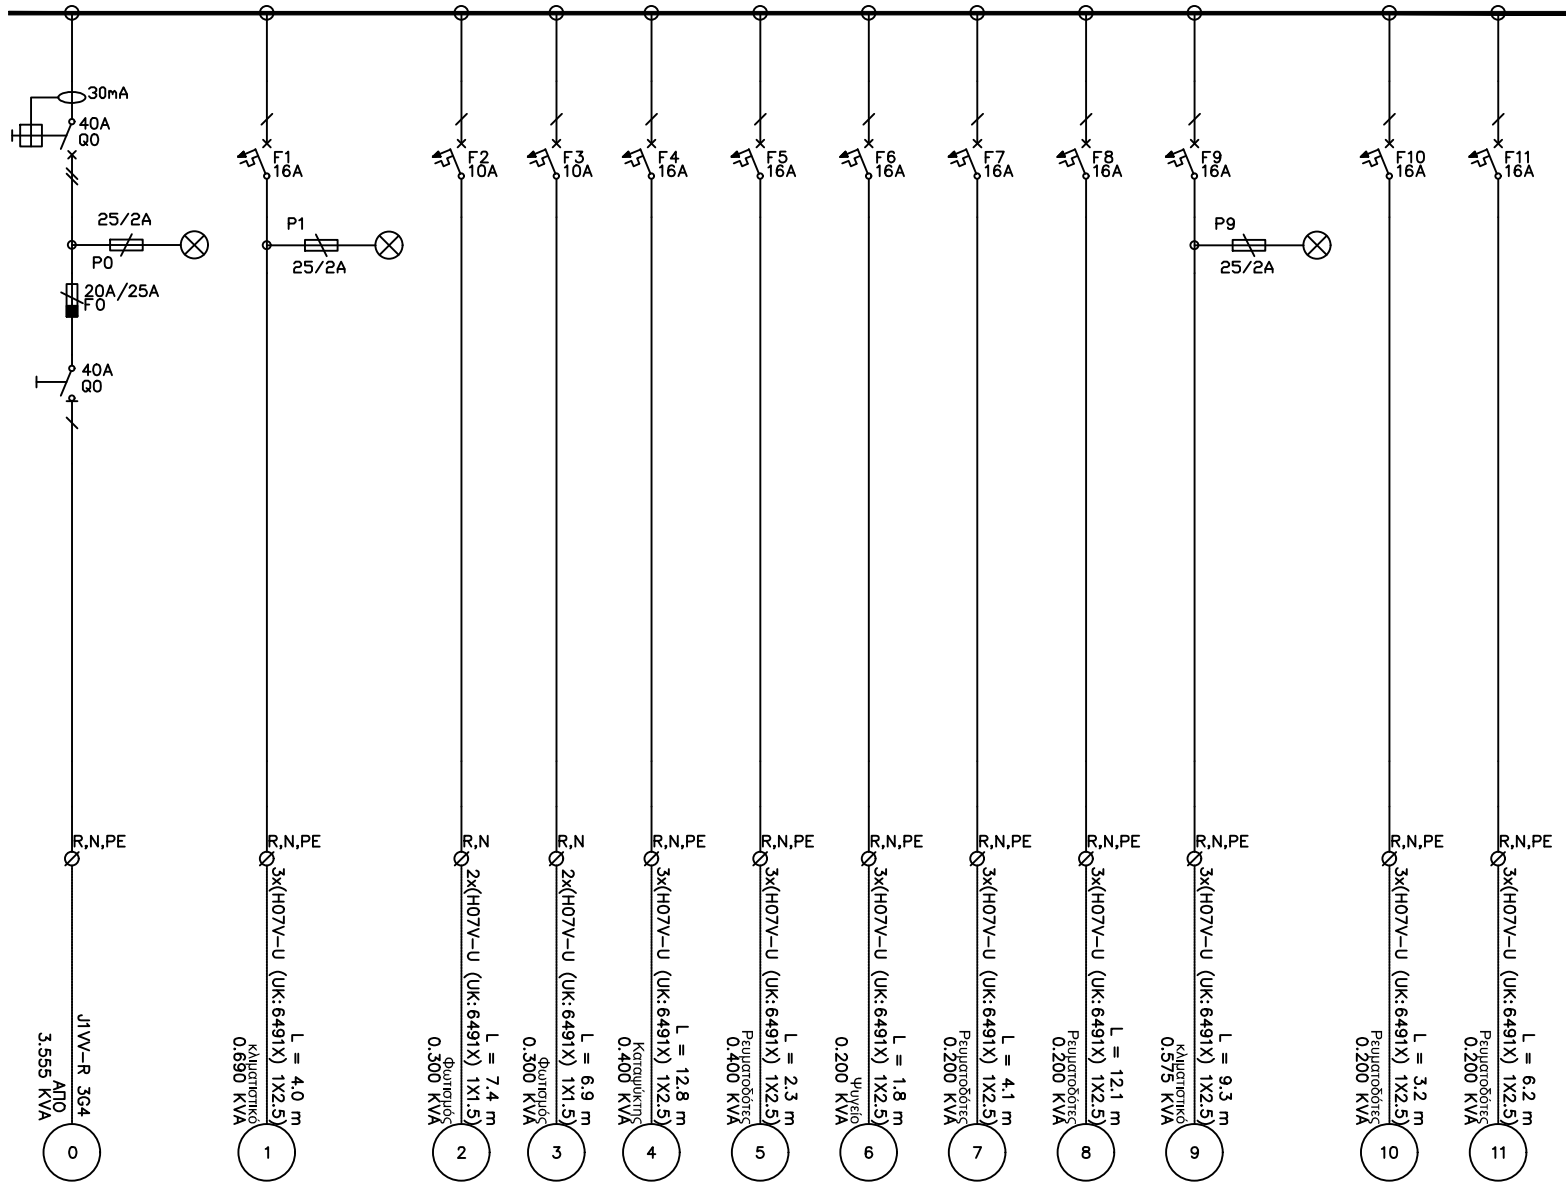 30mA
40A
Q0
25/2A
P0
20A/25A
F0
40A
Q0
R,N,PE
J1VV-R 3G4
ΑΠΟ
3.555 KVA
0
F1
16A
P1
25/2A
R,N,PE
3x(H07V-U (UK:6491X) 1X2.5)
L = 4.0 m
κλιματιστικό
0.690 KVA
1
F2
10A
R,N
2x(H07V-U (UK:6491X) 1X1.5)
L = 7.4 m
Φωτισμός
0.300 KVA
2
F3
10A
R,N
2x(H07V-U (UK:6491X) 1X1.5)
L = 6.9 m
Φωτισμός
0.300 KVA
3
F4
16A
R,N,PE
3x(H07V-U (UK:6491X) 1X2.5)
L = 12.8 m
Καταψύκτης
0.400 KVA
4
F5
16A
R,N,PE
3x(H07V-U (UK:6491X) 1X2.5)
L = 2.3 m
Ρευματοδότες
0.400 KVA
5
F6
16A
R,N,PE
3x(H07V-U (UK:6491X) 1X2.5)
L = 1.8 m
Ψυγείο
0.200 KVA
6
F7
16A
R,N,PE
3x(H07V-U (UK:6491X) 1X2.5)
L = 4.1 m
Ρευματοδότες
0.200 KVA
7
F8
16A
R,N,PE
3x(H07V-U (UK:6491X) 1X2.5)
L = 12.1 m
Ρευματοδότες
0.200 KVA
8
F9
16A
P9
25/2A
R,N,PE
3x(H07V-U (UK:6491X) 1X2.5)
L = 9.3 m
κλιματιστικό
0.575 KVA
9
F10
16A
R,N,PE
3x(H07V-U (UK:6491X) 1X2.5)
L = 3.2 m
Ρευματοδότες
0.200 KVA
10
F11
16A
R,N,PE
3x(H07V-U (UK:6491X) 1X2.5)
L = 6.2 m
Ρευματοδότες
0.200 KVA
11